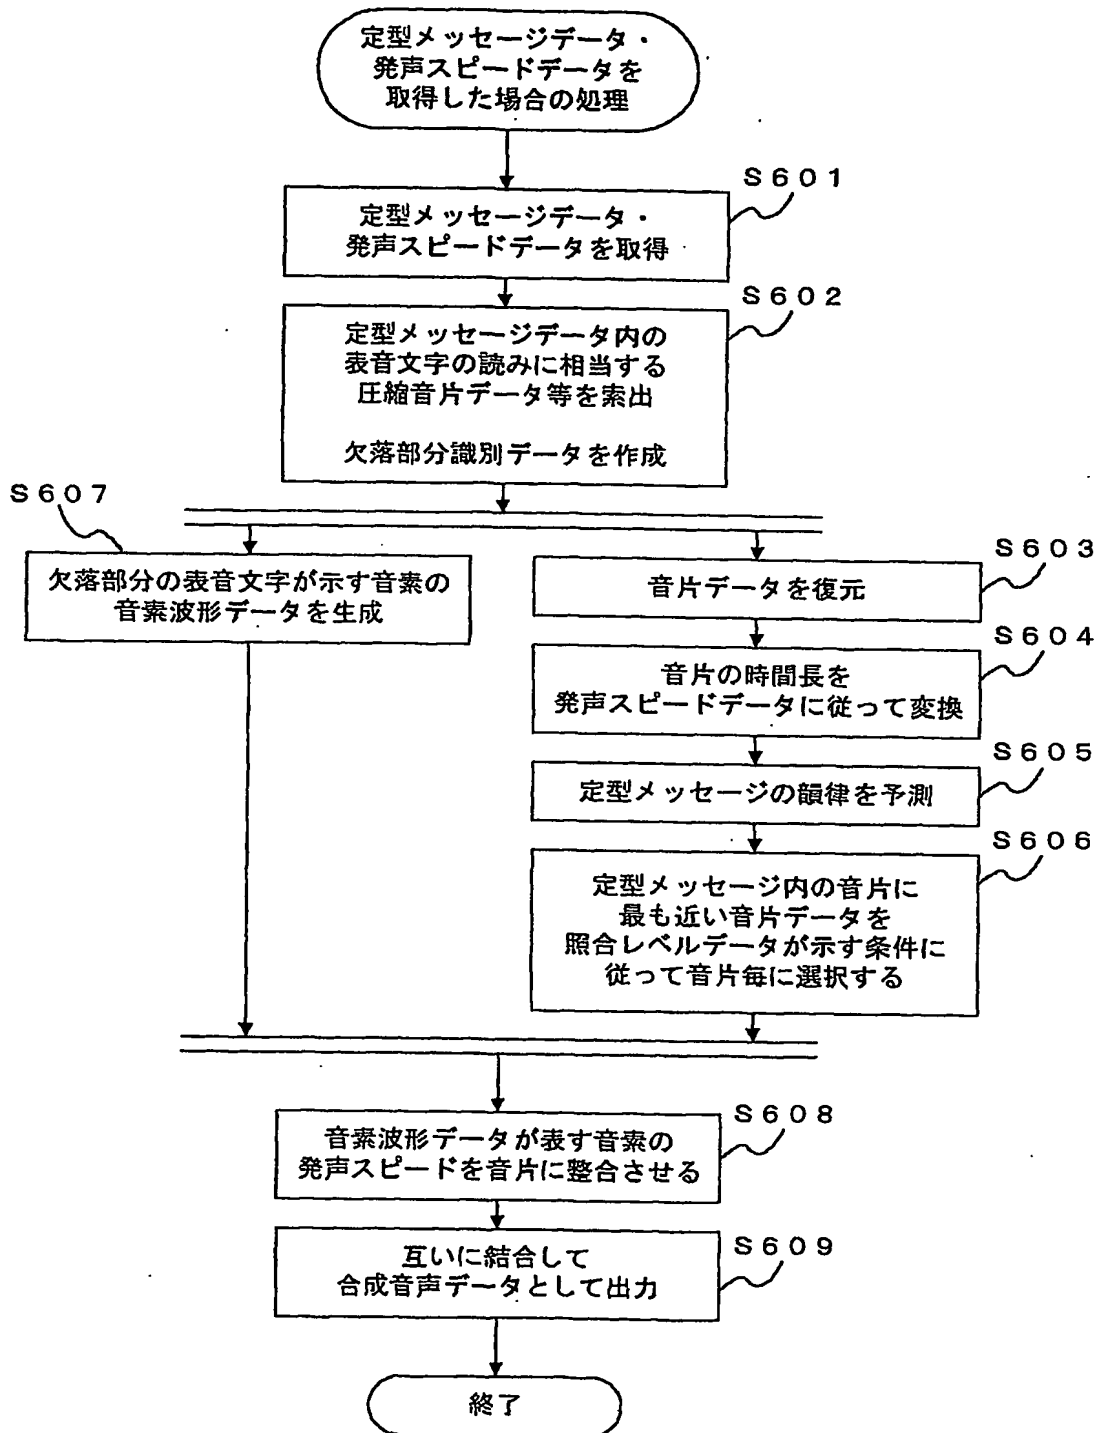 定型メッセージデータ・
発声スピードデータを
取得した場合の処理
S601
定型メッセージデータ・
発声スピードデータを取得
S602
定型メッセージデータ内の
表音文字の読みに相当する
圧縮音片データ等を索出
欠落部分識別データを作成
S607
欠落部分の表音文字が示す音素の
音素波形データを生成
S603
音片データを復元
S604
音片の時間長を
発声スピードデータに従って変換
S605
定型メッセージの韻律を予測
S606
定型メッセージ内の音片に
最も近い音片データを
照合レベルデータが示す条件に
従って音片毎に選択する
S608
音素波形データが表す音素の
発声スピードを音片に整合させる
S609
互いに結合して
合成音声データとして出力
終了